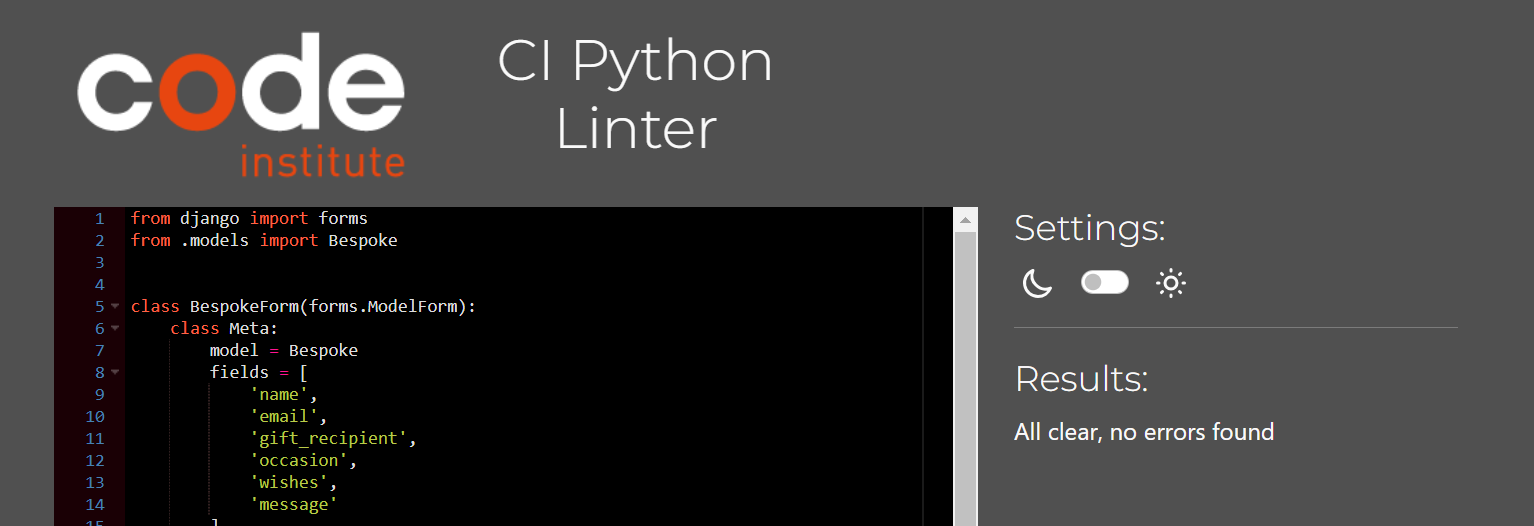 code
institute
CI Python
Linter
1 from django import forms
2 from .models import Bespoke
3
4
5 class BespokeForm(forms.ModelForm):
6     class Meta:
7         model = Bespoke
8         fields = [
9             'name',
10             'email',
11             'gift_recipient',
12             'occasion',
13             'wishes',
14             'message'
15         ]
Settings:
Results:
All clear, no errors found